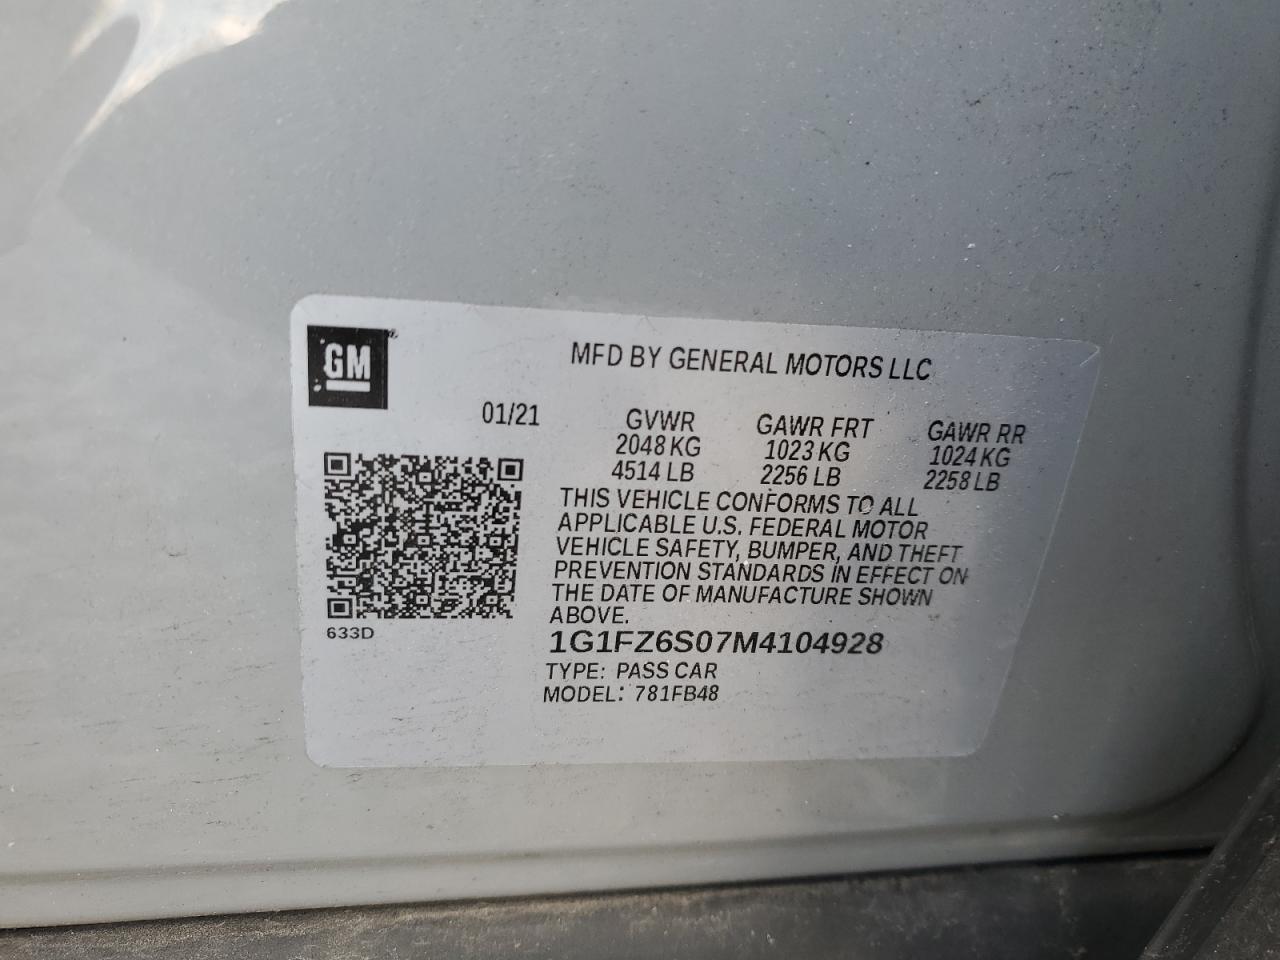 GM
MFD BY GENERAL MOTORS LLC
01/21
GVWR GAWR FRT GAWR RR
2048 KG 1023 KG 1024 KG
4514 LB 2256 LB 2258 LB
THIS VEHICLE CONFORMS TO ALL
APPLICABLE U.S. FEDERAL MOTOR
VEHICLE SAFETY, BUMPER, AND THEFT
PREVENTION STANDARDS IN EFFECT ON
THE DATE OF MANUFACTURE SHOWN
ABOVE.
633D
1G1FZ6S07M4104928
TYPE: PASS CAR
MODEL: 781FB48